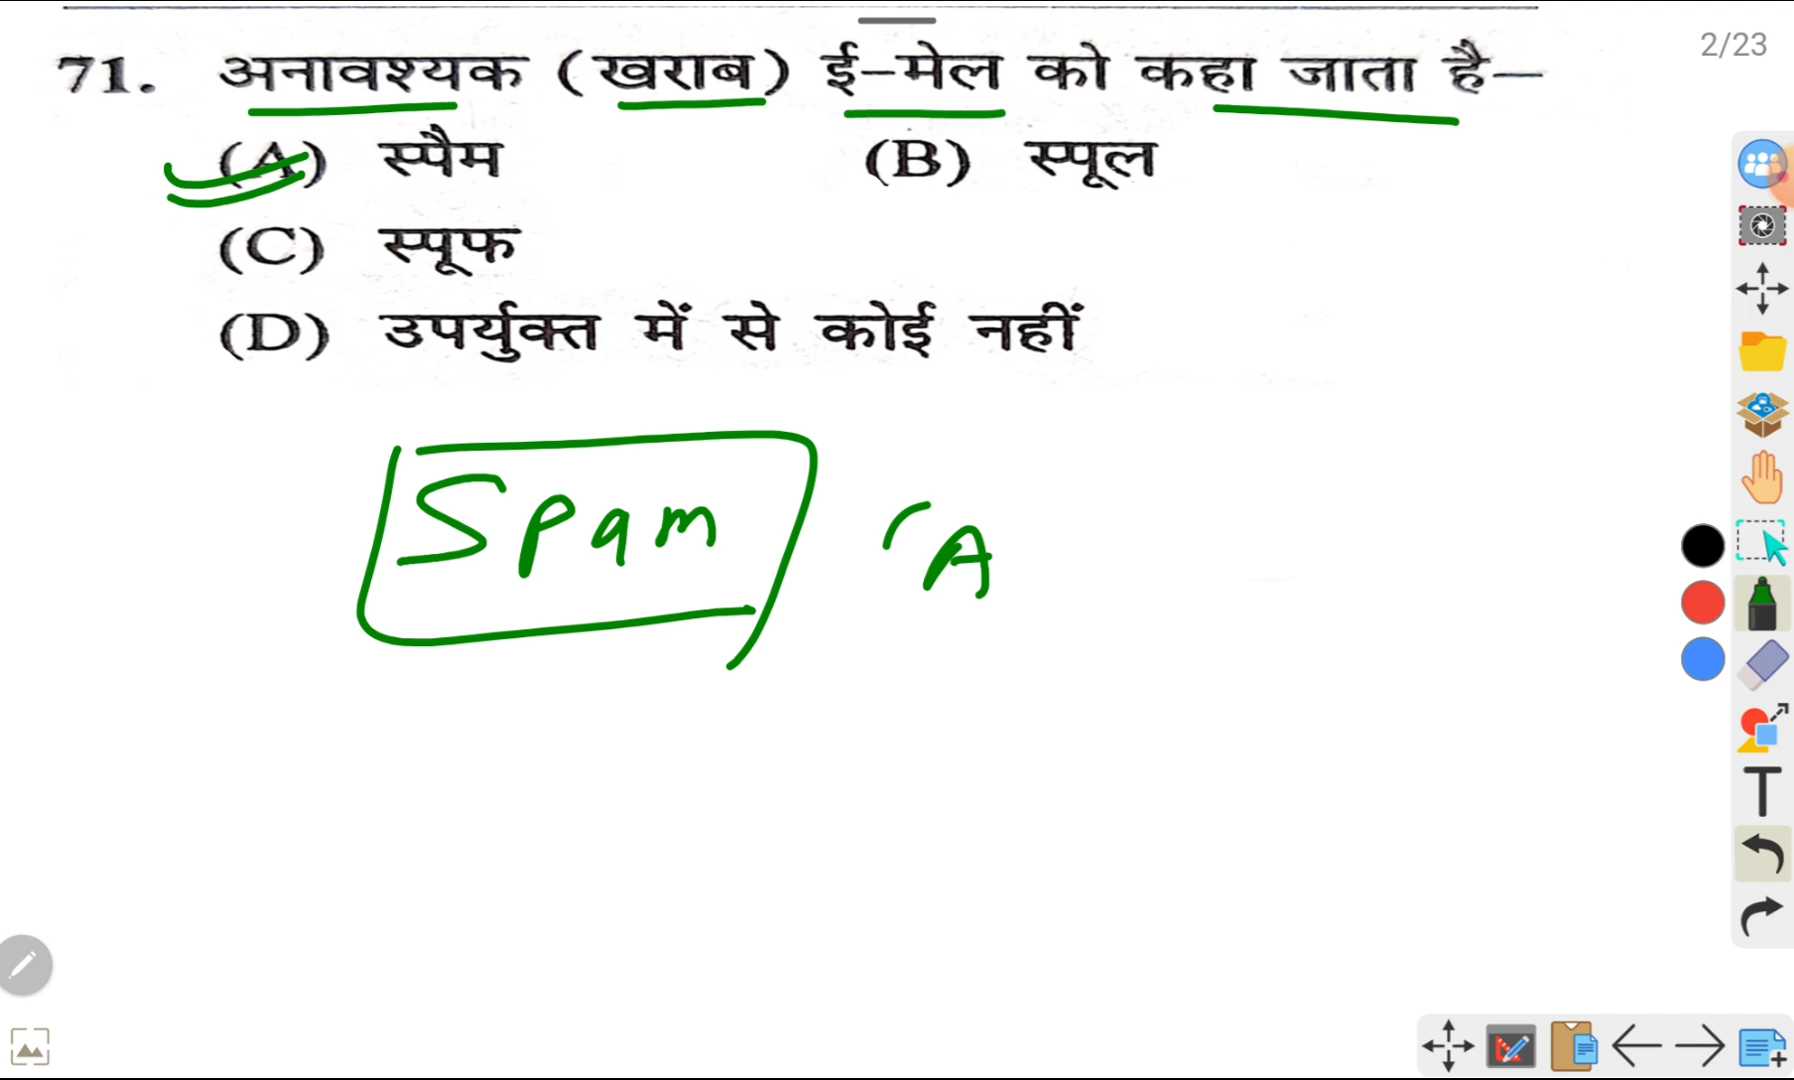 2/23
71. अनावश्यक (खराब) ई-मेल को कहा जाता है—
(A) स्पैम (B) स्पूल
(C) स्पूफ
(D) उपर्युक्त में से कोई नहीं
Spam (A
T